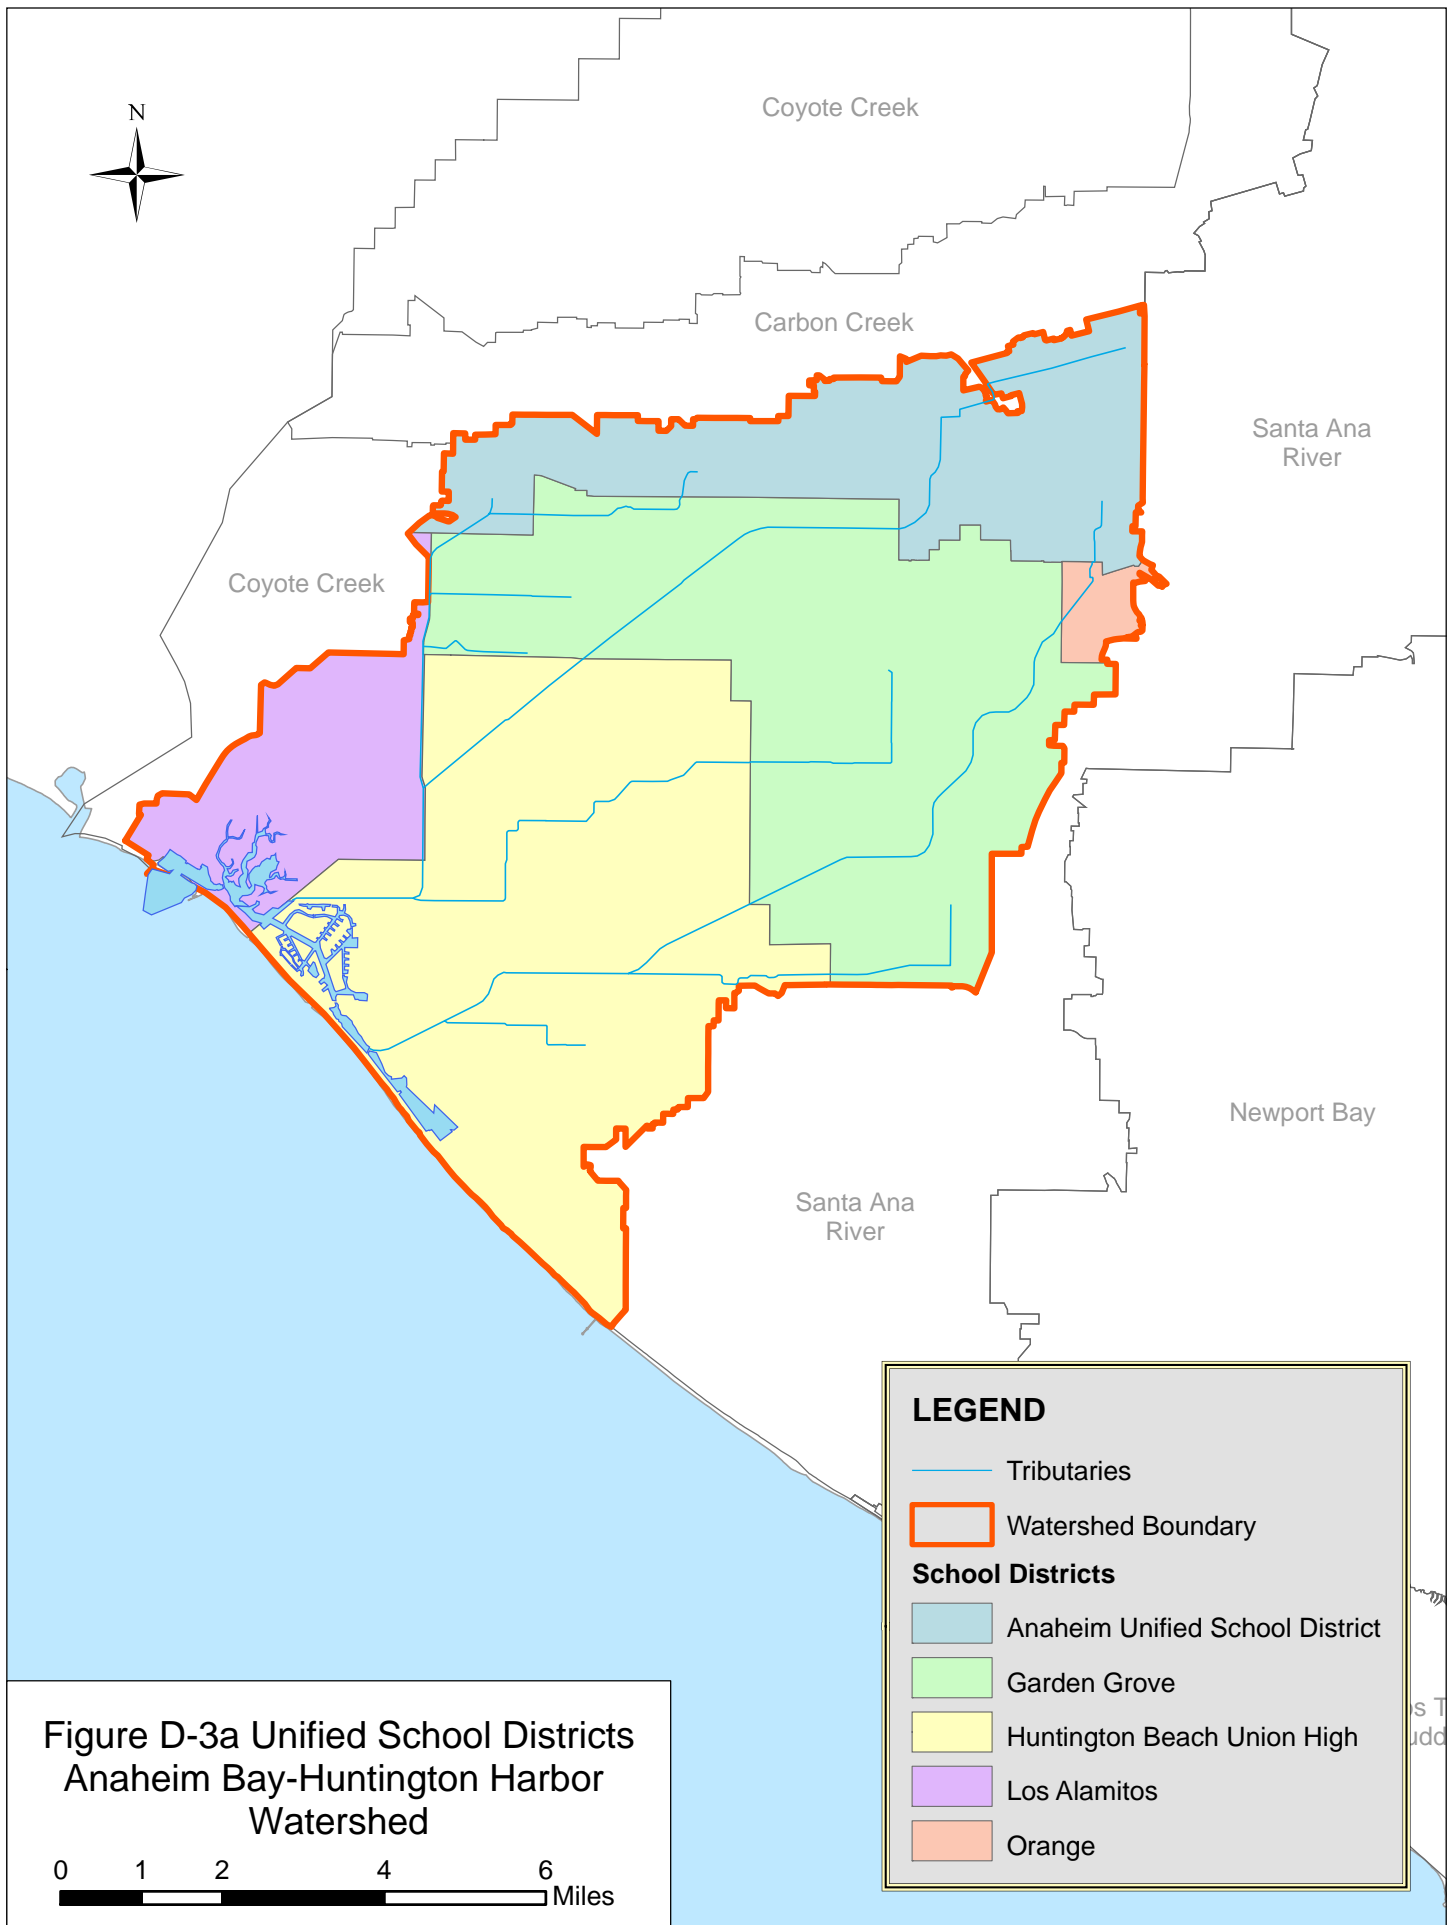 N
Coyote Creek
Carbon Creek
Santa Ana
River
Coyote Creek
Newport Bay
Santa Ana
River
LEGEND
Tributaries
Watershed Boundary
School Districts
Anaheim Unified School District
Garden Grove
Huntington Beach Union High
Los Alamitos
Orange
Figure D-3a Unified School Districts
Anaheim Bay-Huntington Harbor
Watershed
0 1 2 4 6
Miles